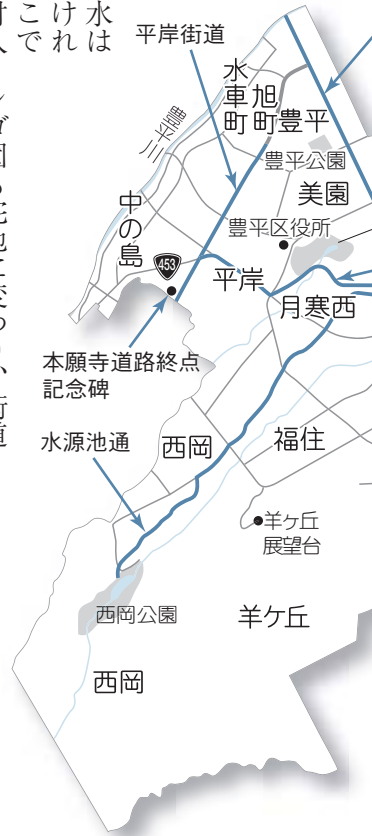 水は
けれ
こで
平岸街道
水車町
旭町
豊平
豊平川
豊平公園
美園
中の島
豊平区役所
453
平岸
月寒西
本願寺道路終点
記念碑
水源池通
西岡
福住
羊ヶ丘
展望台
西岡公園
羊ヶ丘
西岡